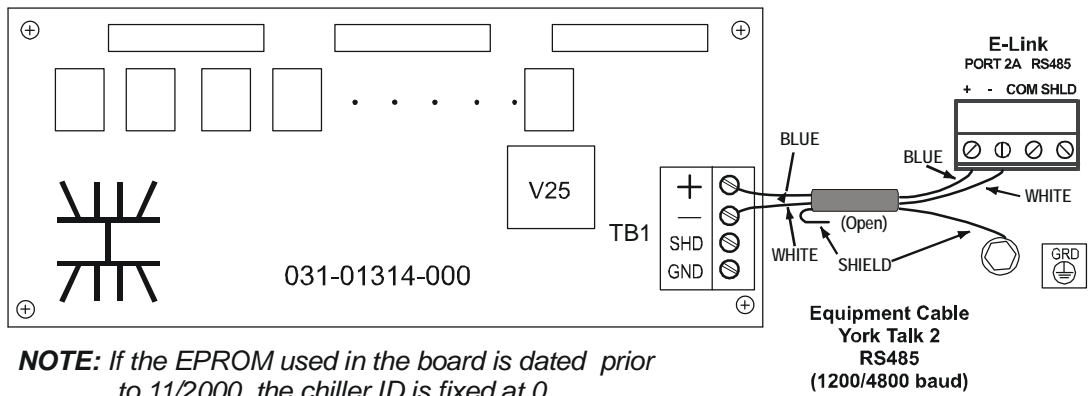 E-Link
PORT 2A RS485
+ - COM SHLD
BLUE
BLUE
WHITE
V25
+
TB1
—
(Open)
SHD
WHITE
SHIELD
GND
GRD
031-01314-000
Equipment Cable
York Talk 2
RS485
(1200/4800 baud)
NOTE: If the EPROM used in the board is dated prior
to 11/2000, the chiller ID is fixed at 0